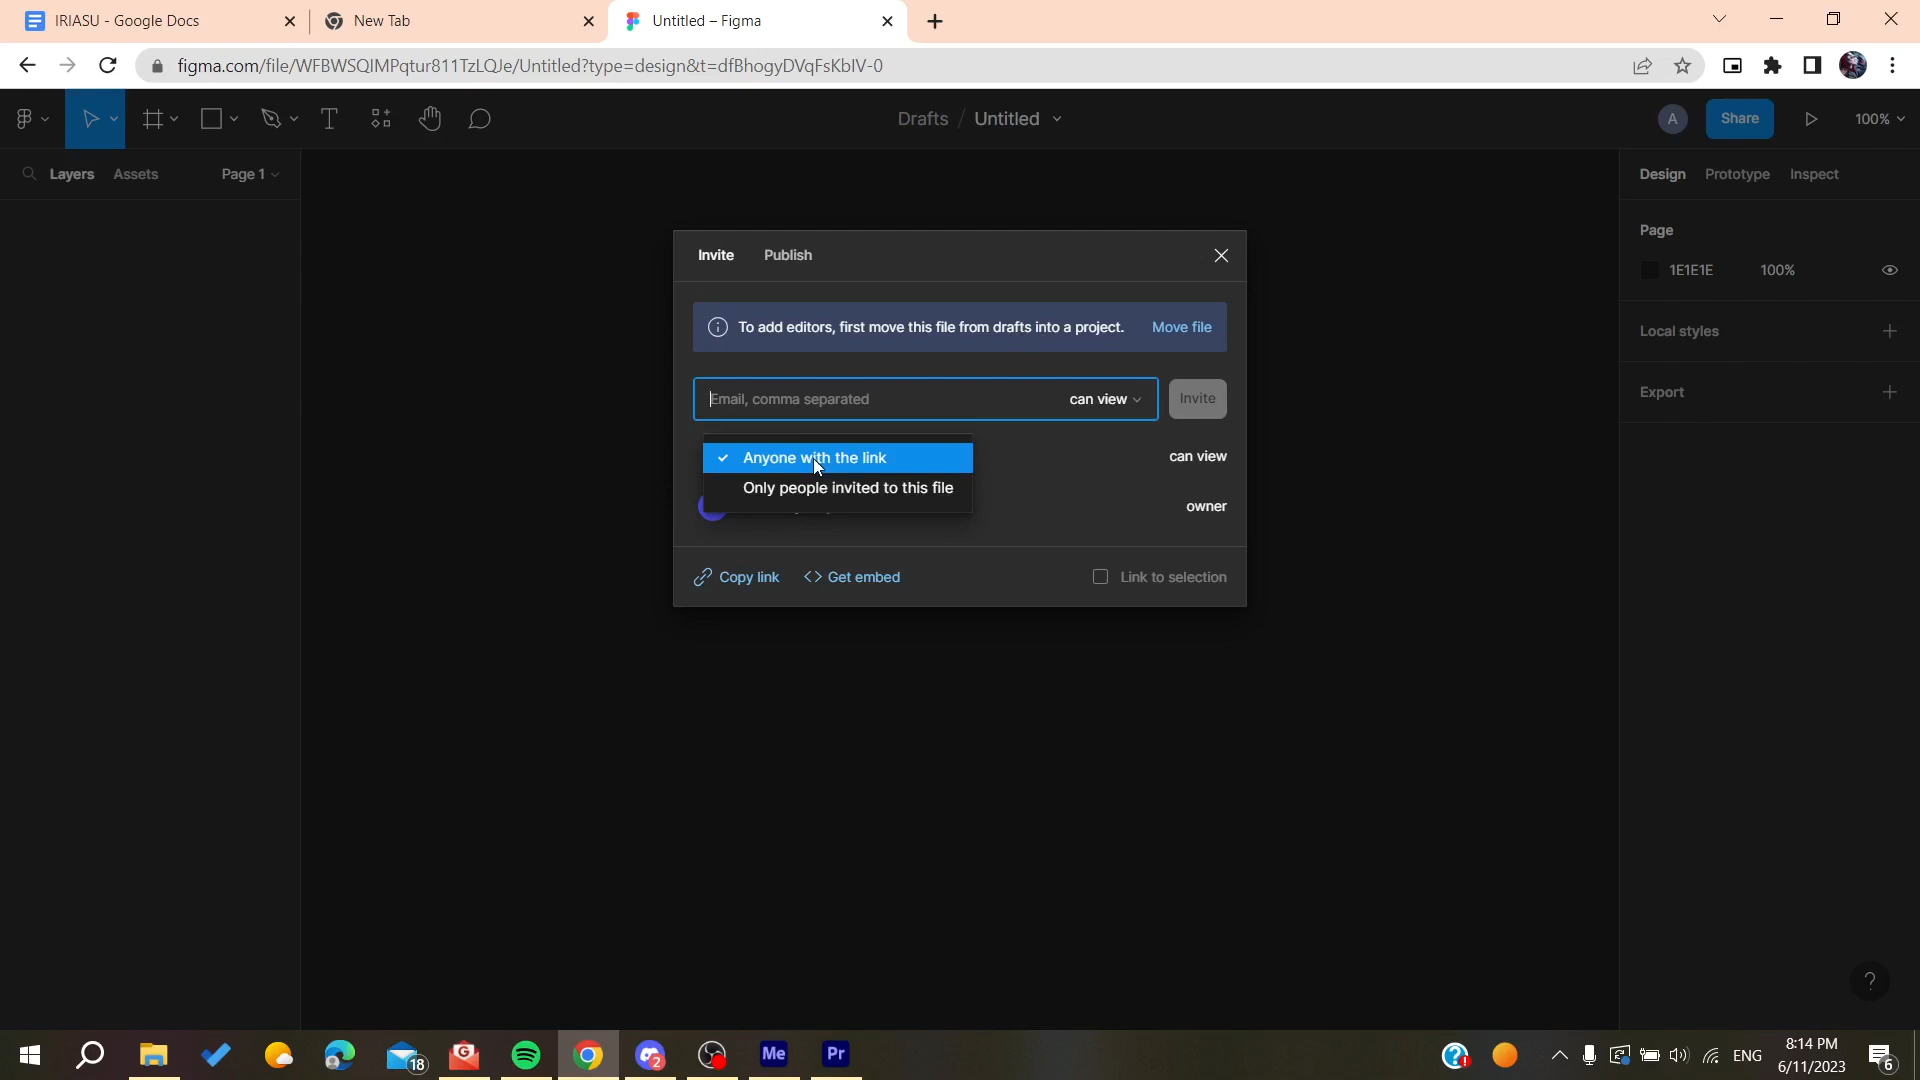 IRIASU - Google Docs
New Tab
Untitled – Figma
figma.com/file/WFBWSQIMPqtur811TzLQJe/Untitled?type=design&t=dfBhogyDVqFsKbIV-0
Drafts / Untitled
A
Share
100%
Layers
Assets
Page 1
Design
Prototype
Inspect
Invite
Publish
Page
1E1E1E
100%
To add editors, first move this file from drafts into a project.
Move file
Local styles
Email, comma separated
can view
Invite
Export
Anyone with the link
can view
Only people invited to this file
owner
Copy link
Get embed
Link to selection
?
18
2
Me
Pr
ENG
8:14 PM
6/11/2023
6